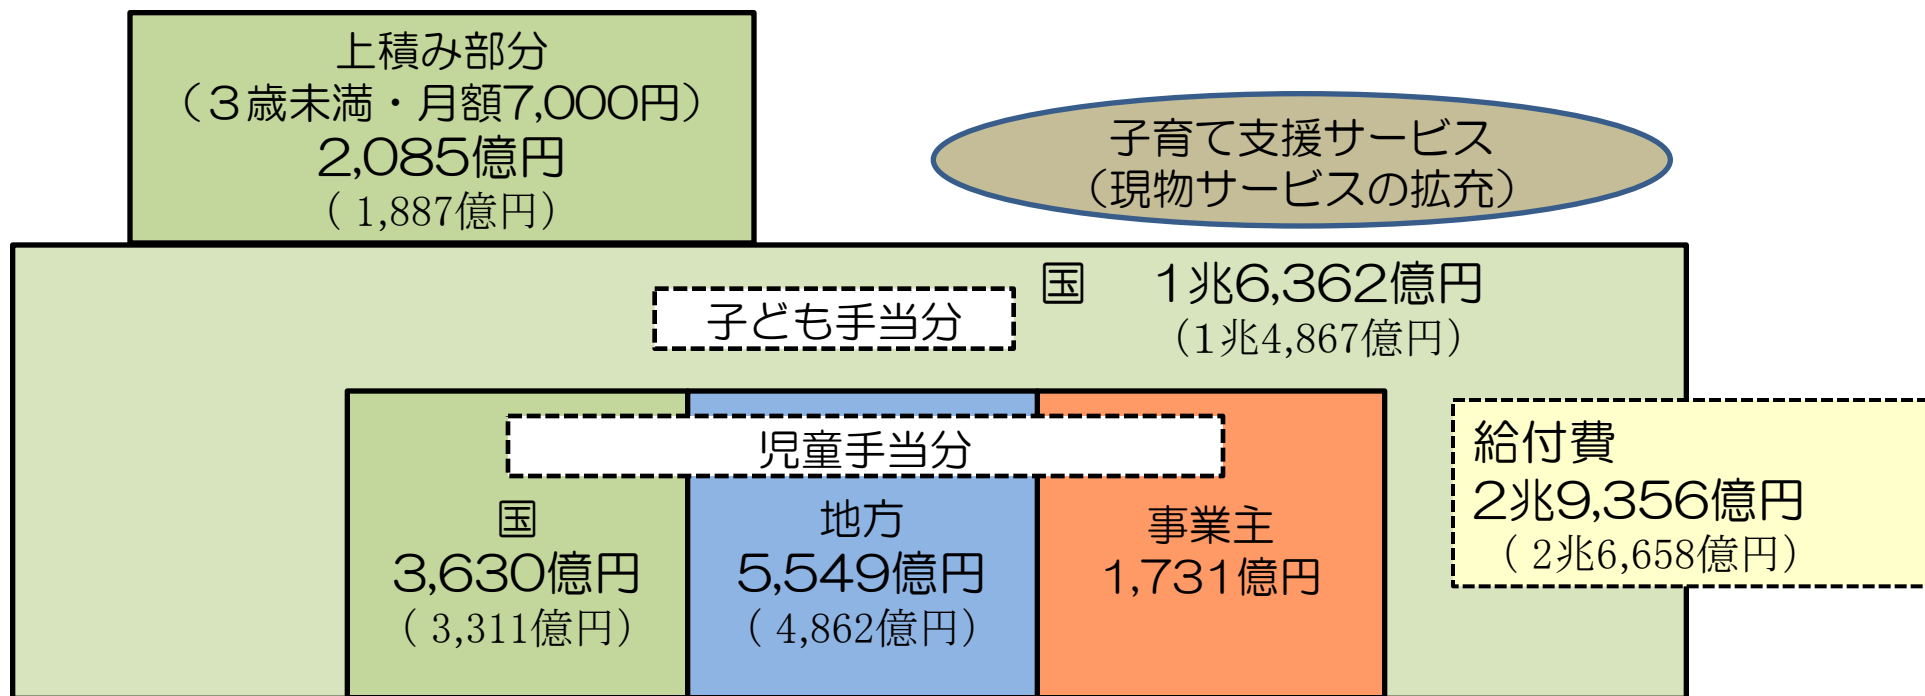 上積み部分
（３歳未満・月額7,000円）
2,085億円
（ 1,887億円）
子育て支援サービス
（現物サービスの拡充）
国　1兆6,362億円
（1兆4,867億円）
子ども手当分
児童手当分
国
3,630億円
（ 3,311億円）
地方
5,549億円
（ 4,862億円）
事業主
1,731億円
給付費
2兆9,356億円
（ 2兆6,658億円）